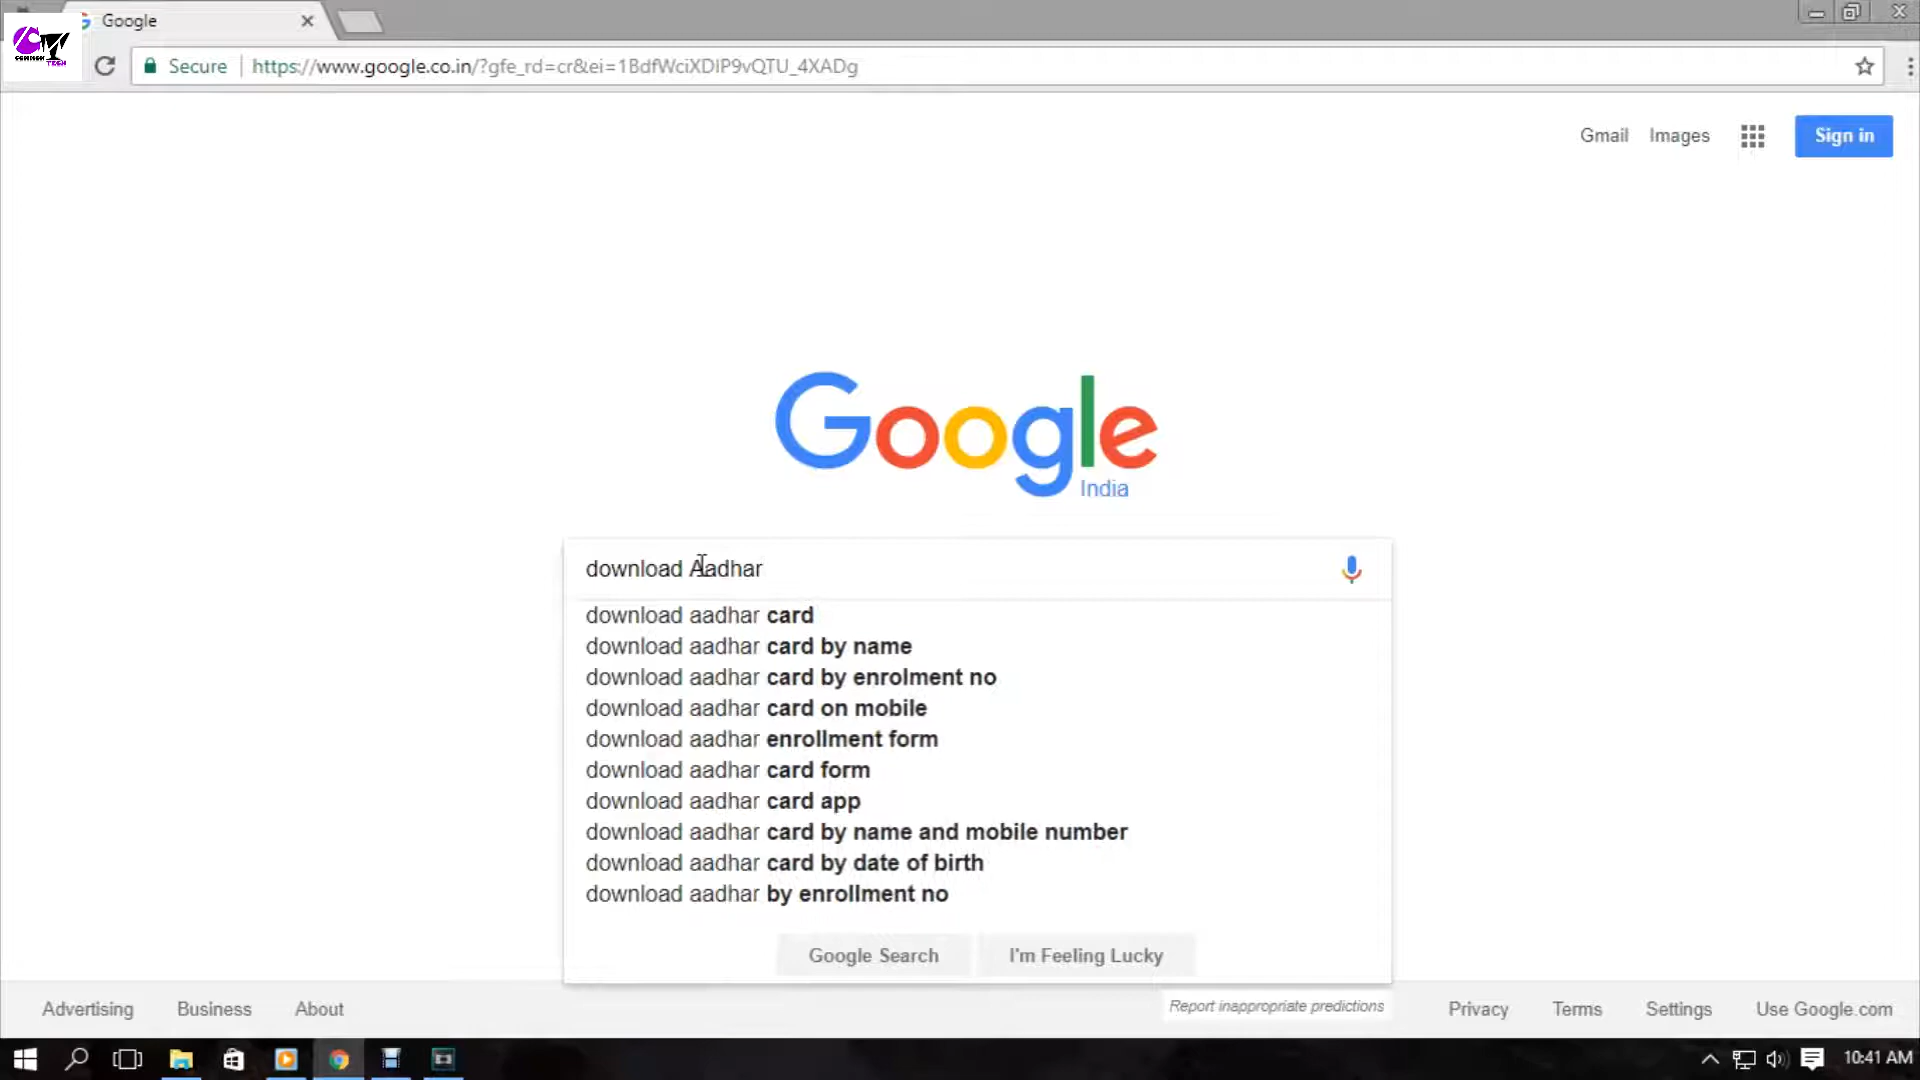 Google
COMMON
TECH
Secure https://www.google.co.in/?gfe_rd=cr&ei=1BdfWciXDIP9vQTU_4XADg
Gmail Images Sign in
Google
India
download Aadhar
download aadhar card
download aadhar card by name
download aadhar card by enrolment no
download aadhar card on mobile
download aadhar enrollment form
download aadhar card form
download aadhar card app
download aadhar card by name and mobile number
download aadhar card by date of birth
download aadhar by enrollment no
Google Search I'm Feeling Lucky
Report inappropriate predictions
Advertising Business About Privacy Terms Settings Use Google.com
10:41 AM